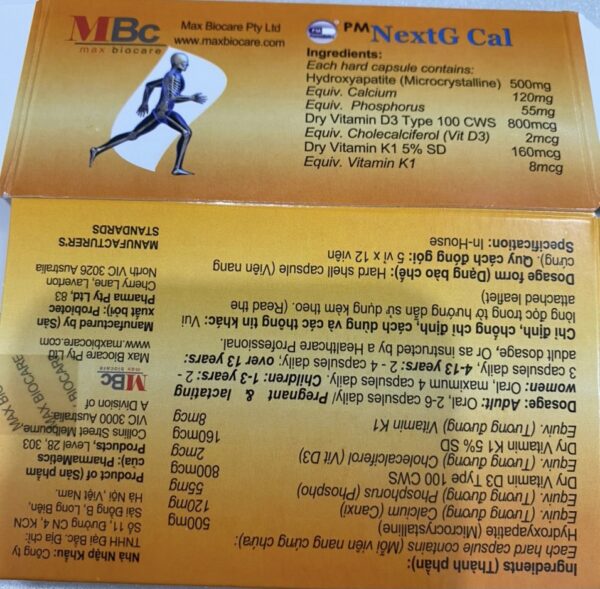 MBc
max biocare
Max Biocare Pty Ltd
www.maxbiocare.com
PM NextG Cal
Ingredients:
Each hard capsule contains:
Hydroxyapatite (Microcrystalline) 500mg
Equiv. Calcium 120mg
Equiv. Phosphorus 55mg
Dry Vitamin D3 Type 100 CWS 800mcg
Equiv. Cholecalciferol (Vit D3) 2mcg
Dry Vitamin K1 5% SD 160mcg
Equiv. Vitamin K1 8mcg
Ingredients (Thành phần):
Each hard capsule contains (Mỗi viên nang cứng chứa):
Hydroxyapatite (Microcrystalline) 500mg
Equiv. (Tương đương) Calcium (Canxi) 120mg
Equiv. (Tương đương) Phosphorus (Phospho) 55mg
Dry Vitamin D3 Type 100 CWS 800mcg
Equiv. (Tương đương) Cholecalciferol (Vit D3) 2mcg
Dry Vitamin K1 5% SD 160mcg
Equiv. (Tương đương) Vitamin K1 8mcg
Dosage: Adult: Oral, 2-6 capsules daily/ Pregnant & lactating
women: Oral, maximum 4 capsules daily. Children: 1-3 years: 2 -
3 capsules daily, 4-13 years: 2 - 4 capsules daily; over 13 years:
adult dosage, Or as instructed by a Healthcare Professional.
Chỉ định, chống chỉ định, cách dùng và các thông tin khác: Vui
lòng đọc trong tờ hướng dẫn sử dụng kèm theo. (Read the
attached leaflet)
Dosage form (Dạng bào chế): Hard shell capsule (Viên nang
cứng). Quy cách đóng gói: 5 vỉ x 12 viên
Specification: In-House
Nhà Nhập Khẩu: Công ty
TNHH Đại Bắc Địa chỉ:
Số 11, Đường CN 4, KCN
Sài Đồng B, Long Biên,
Hà Nội, Việt Nam.
Product of (Sản phẩm
của): PharmaMetics
Products, Level 28, 303
Collins Street Melbourne
VIC 3000 Australia
A Division of
MBc
max biocare
Max Biocare Pty Ltd
www.maxbiocare.com
Manufactured by (Sản
xuất bởi): Probiotec
Pharma Pty Ltd, 83
Cherry Lane, Laverton,
North VIC 3026 Australia
MANUFACTURER'S
STANDARDS
MAX BIOCARE